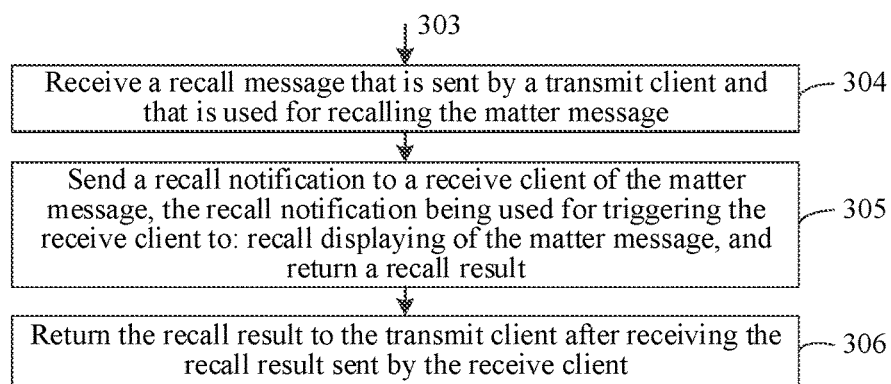 303
Receive a recall message that is sent by a transmit client and
that is used for recalling the matter message
304
Send a recall notification to a receive client of the matter
message, the recall notification being used for triggering the
receive client to: recall displaying of the matter message, and
return a recall result
305
Return the recall result to the transmit client after receiving the
recall result sent by the receive client
306